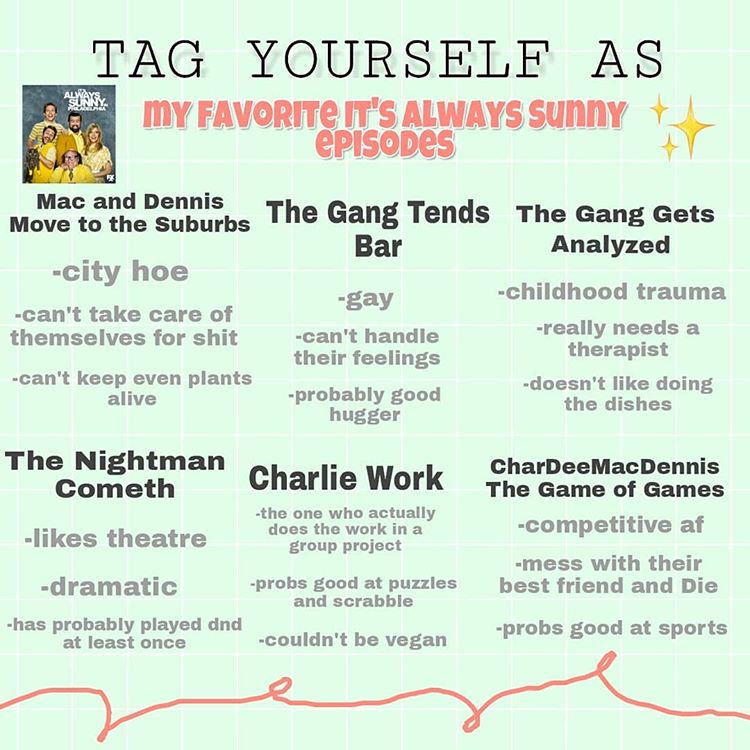 TAG YOURSELF AS
my favorite it's always sunny
episodes
IT'S
ALWAYS
SUNNY
IN
PHILADELPHIA
FX
Mac and Dennis
Move to the Suburbs
-city hoe
-can't take care of
themselves for shit
-can't keep even plants
alive
The Gang Tends
Bar
-gay
-can't handle
their feelings
-probably good
hugger
The Gang Gets
Analyzed
-childhood trauma
-really needs a
therapist
-doesn't like doing
the dishes
The Nightman
Cometh
-likes theatre
-dramatic
-has probably played dnd
at least once
Charlie Work
-the one who actually
does the work in a
group project
-probs good at puzzles
and scrabble
-couldn't be vegan
CharDeeMacDennis
The Game of Games
-competitive af
-mess with their
best friend and Die
-probs good at sports